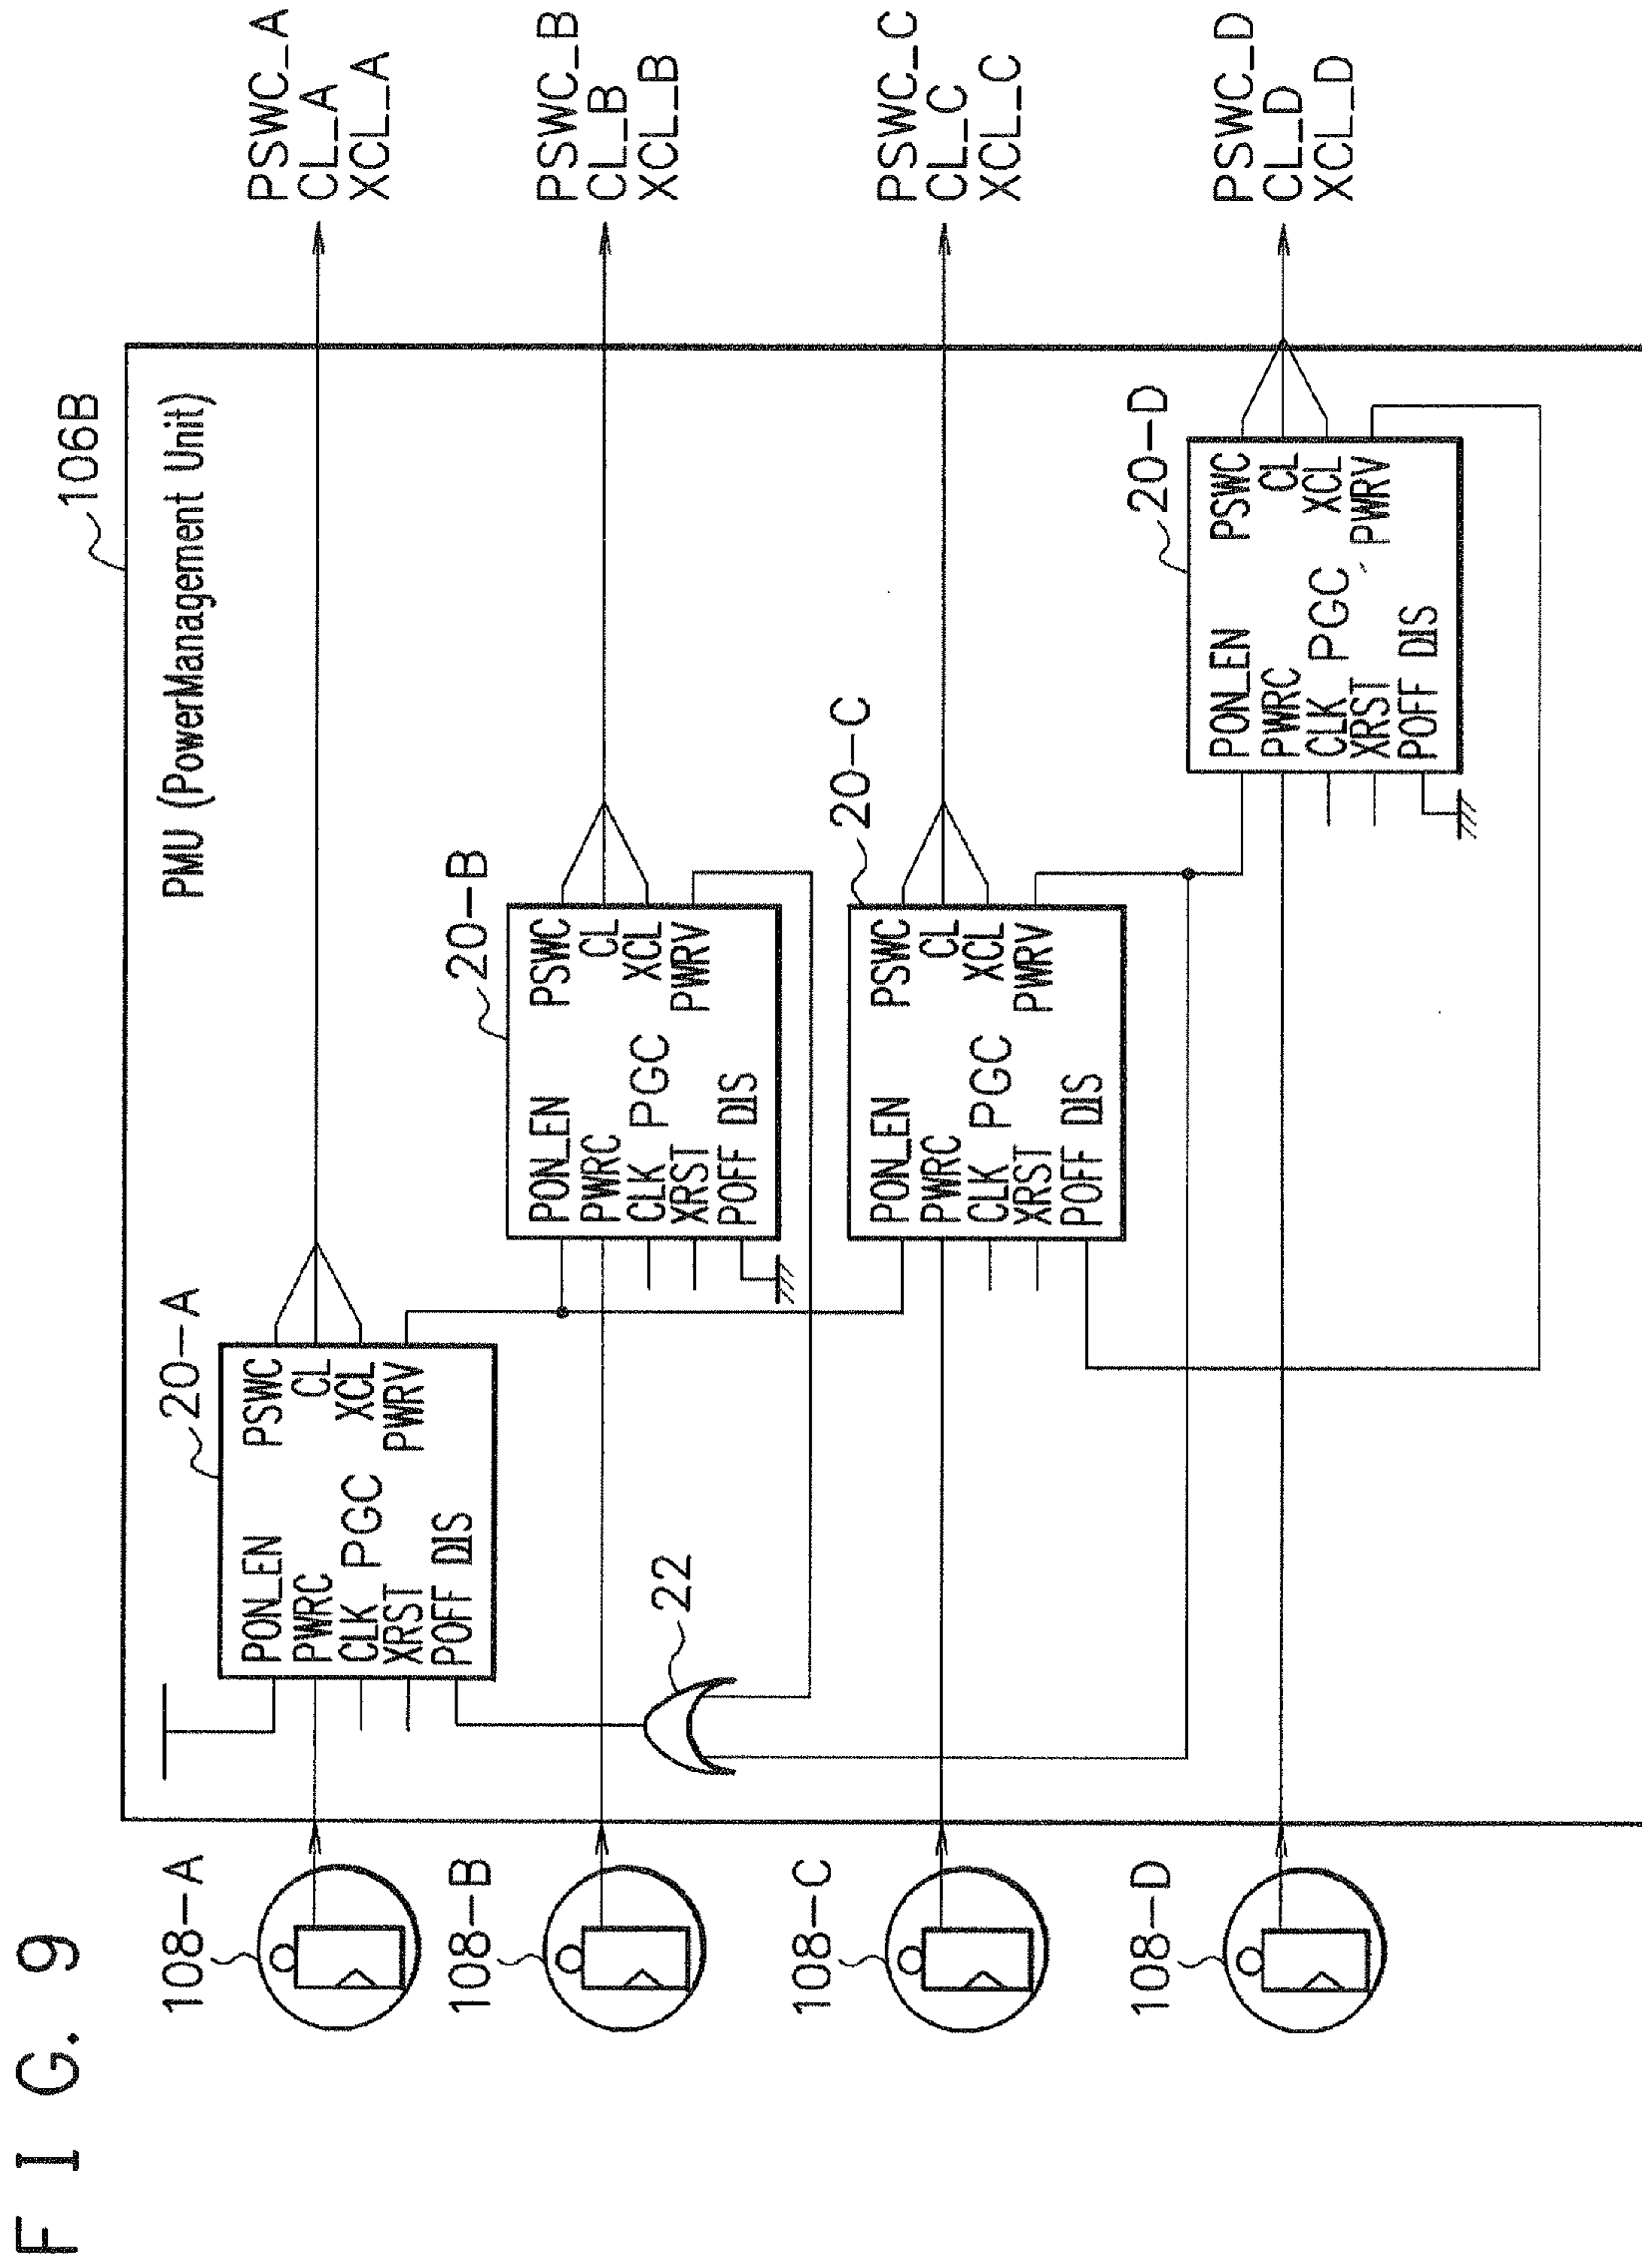 F I G. 9
106B
PMU (PowerManagement Unit)
20-A
PON_EN PSWC
PWRC CL
CLK PGC XCL
XRST PWRV
POFF DIS
PSWC_A
CL_A
XCL_A
108-A
20-B
PON_EN PSWC
PWRC CL
CLK PGC XCL
XRST PWRV
POFF DIS
PSWC_B
CL_B
XCL_B
108-B
22
20-C
PON_EN PSWC
PWRC CL
CLK PGC XCL
XRST PWRV
POFF DIS
PSWC_C
CL_C
XCL_C
108-C
20-D
PON_EN PSWC
PWRC CL
CLK PGC XCL
XRST PWRV
POFF DIS
PSWC_D
CL_D
XCL_D
108-D